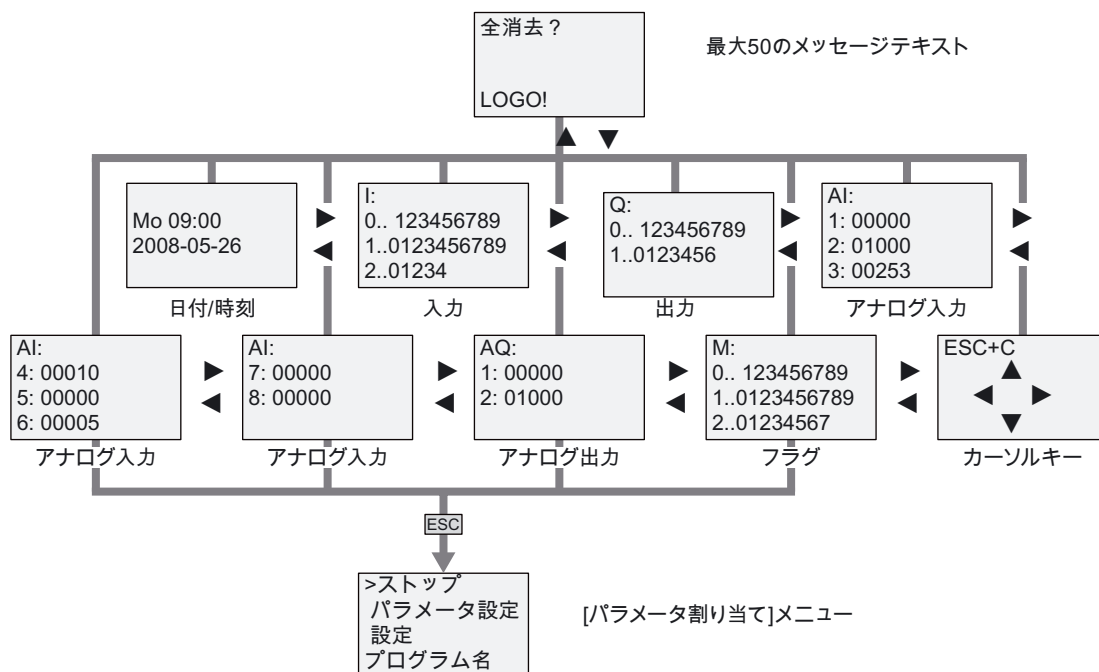 全消去？
LOGO!
最大50のメッセージテキスト
Mo 09:00
2008-05-26
日付/時刻
I:
0.. 123456789
1..0123456789
2..01234
入力
Q:
0.. 123456789
1..0123456
出力
AI:
1: 00000
2: 01000
3: 00253
アナログ入力
AI:
4: 00010
5: 00000
6: 00005
アナログ入力
AI:
7: 00000
8: 00000
アナログ入力
AQ:
1: 00000
2: 01000
アナログ出力
M:
0.. 123456789
1..0123456789
2..01234567
フラグ
ESC+C
カーソルキー
ESC
>ストップ
パラメータ設定
設定
プログラム名
[パラメータ割り当て]メニュー